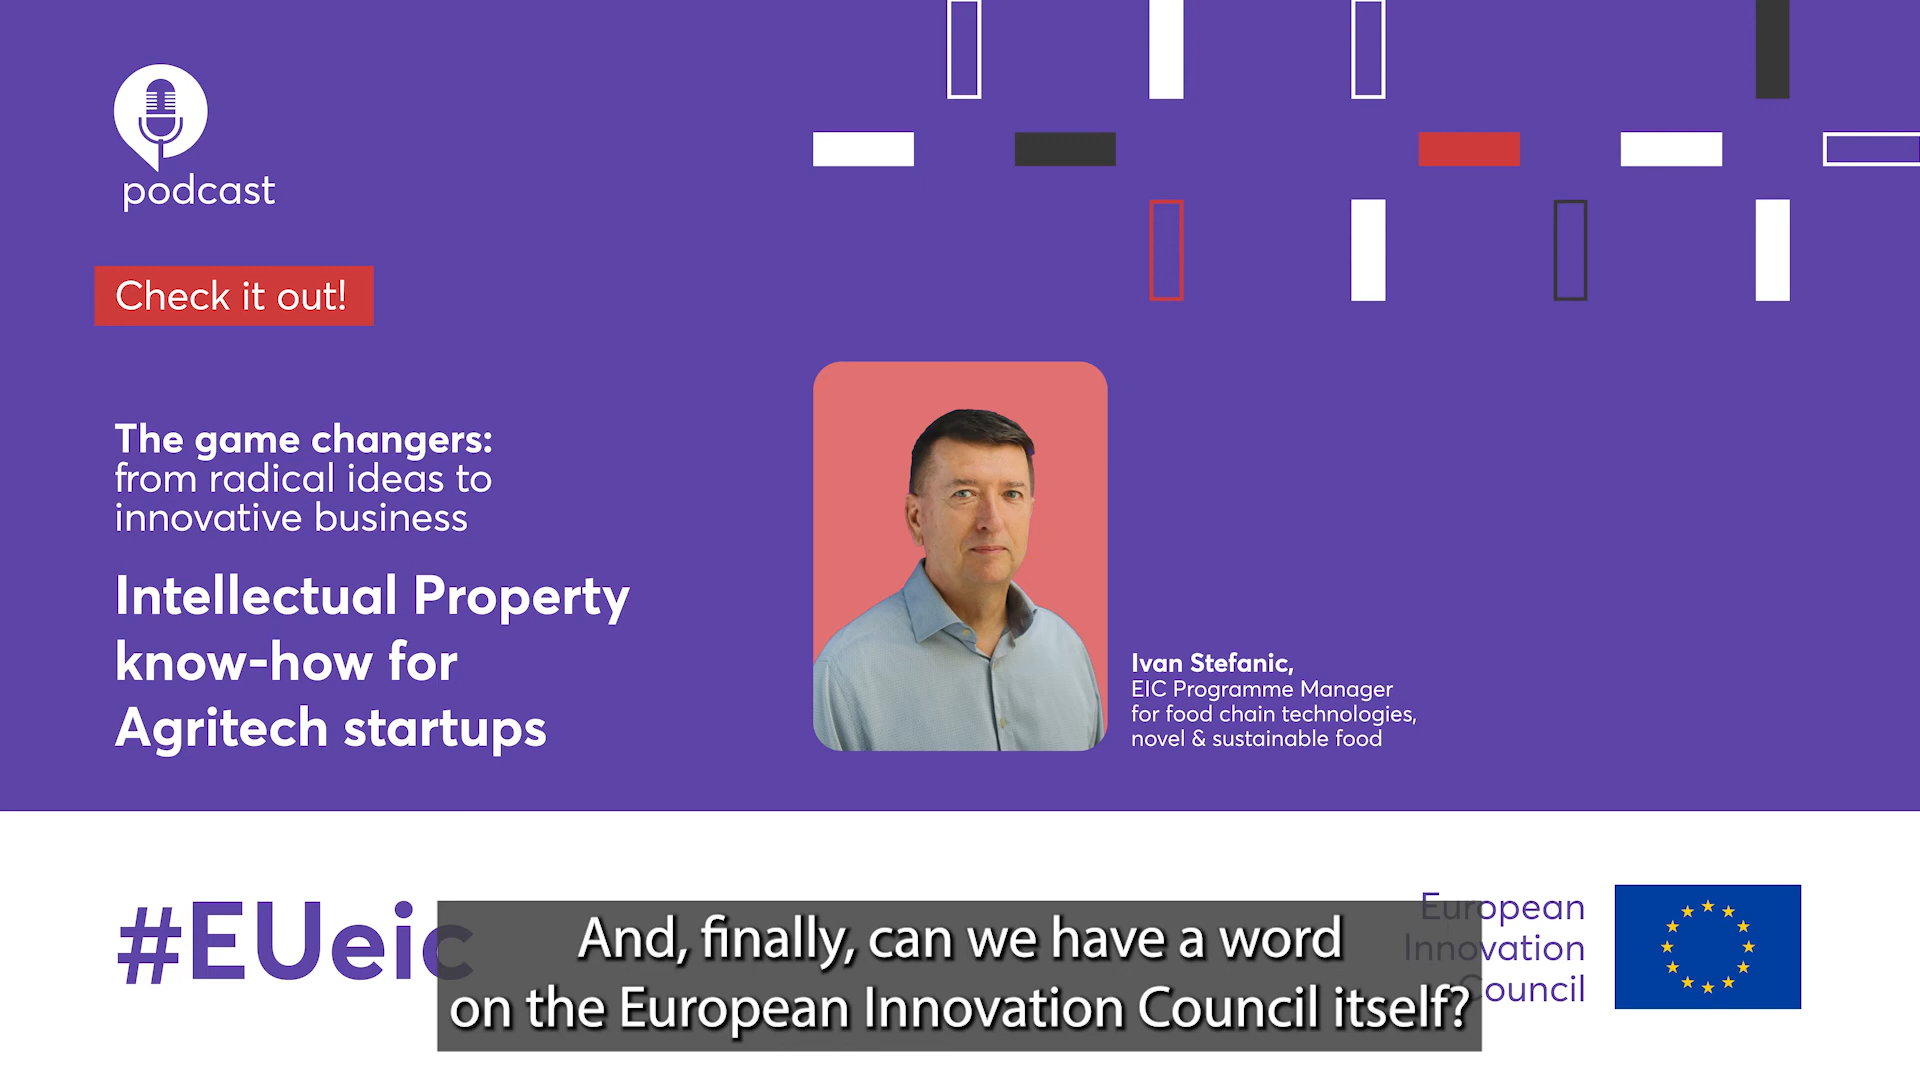 podcast
Check it out!
The game changers:
from radical ideas to
innovative business
Intellectual Property
know-how for
Agritech startups
Ivan Stefanic,
EIC Programme Manager
for food chain technologies,
novel & sustainable food
#EUeic
European
Innovation
Council
And, finally, can we have a word
on the European Innovation Council itself?